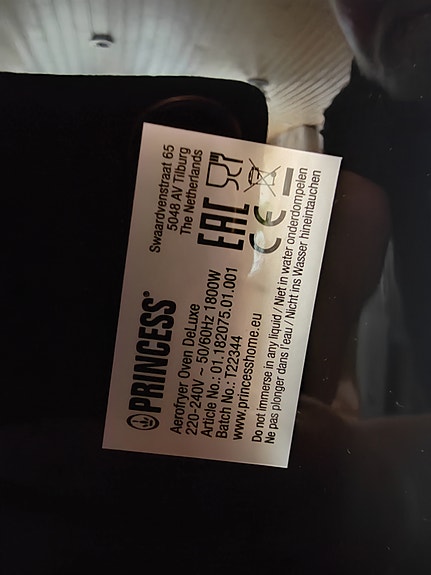 PRINCESS®
Swaardvenstraat 65
5048 AV Tilburg
The Netherlands
Aerofryer Oven DeLuxe
220-240V ~ 50/60Hz 1800W
Article No.: 01.182075.01.001
Batch No.: T22344
www.princesshome.eu
EAC
CE
Do not immerse in any liquid / Niet in water onderdompelen
Ne pas plonger dans l'eau / Nicht ins Wasser hineintauchen